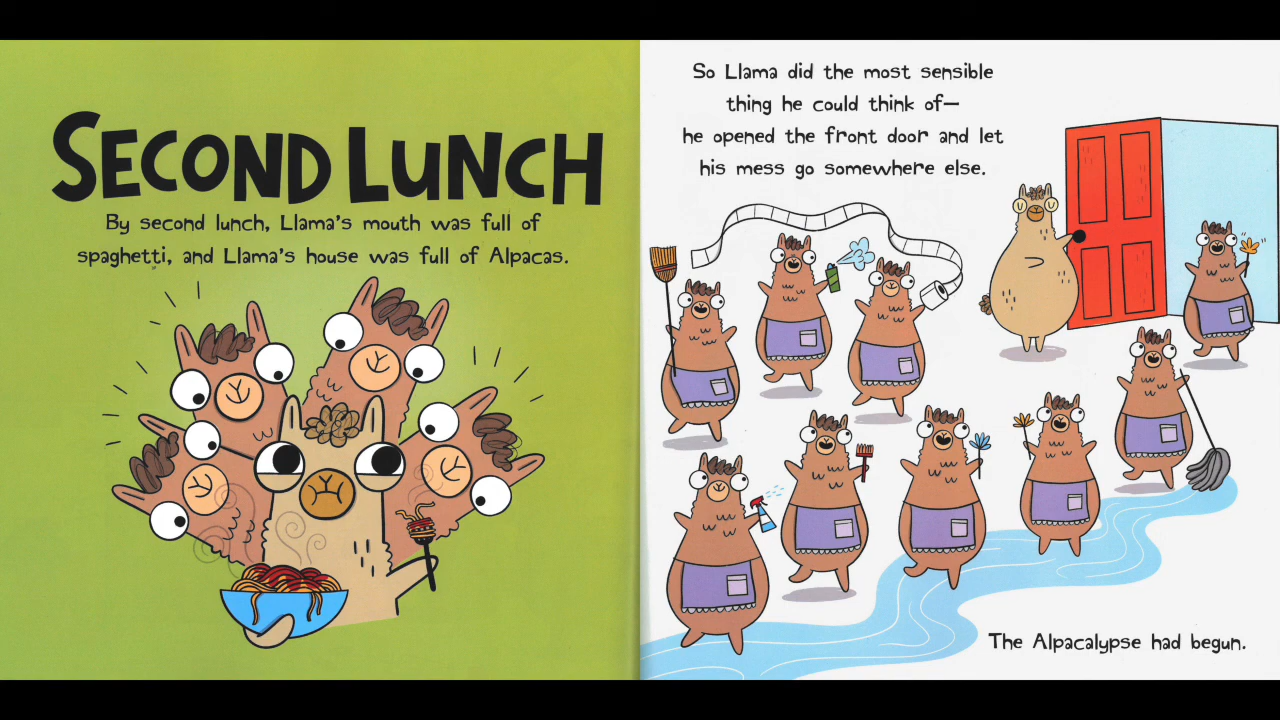 SECOND LUNCH
By second lunch, Llama's mouth was full of
spaghetti, and Llama's house was full of Alpacas.
So Llama did the most sensible
thing he could think of—
he opened the front door and let
his mess go somewhere else.
The Alpacalypse had begun.